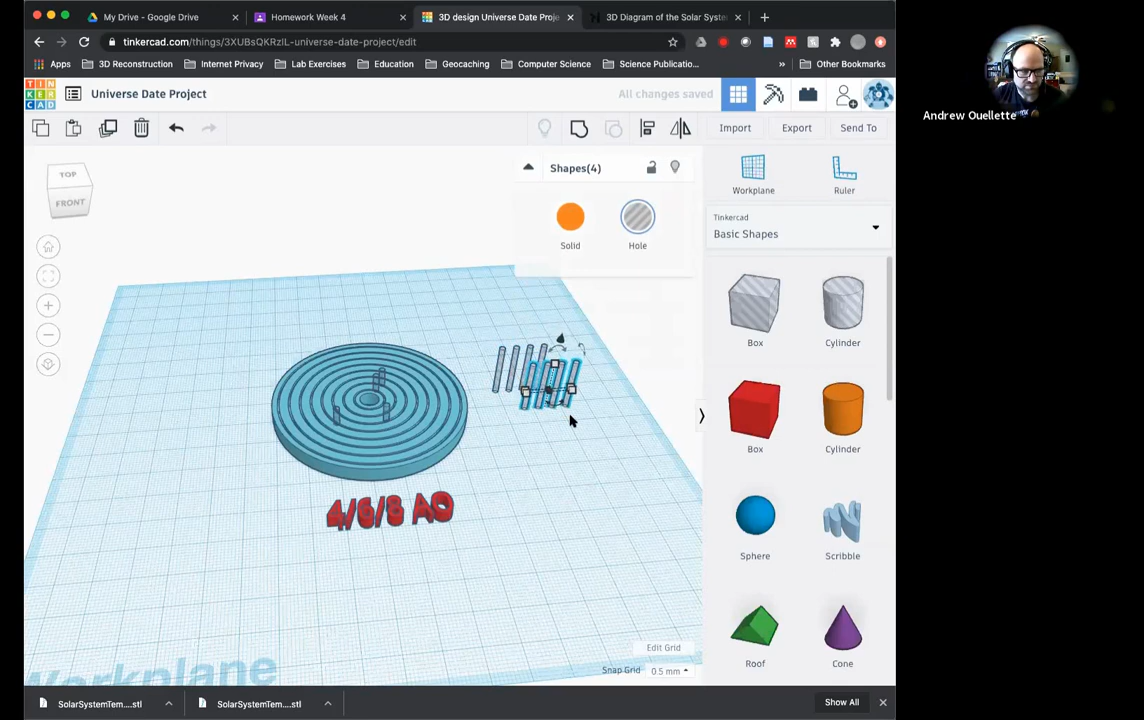 My Drive - Google Drive
Homework Week 4
3D design Universe Date Proje
3D Diagram of the Solar Syste
tinkercad.com/things/3XUBsQKRzIL-universe-date-project/edit
Apps
3D Reconstruction
Internet Privacy
Lab Exercises
Education
Geocaching
Computer Science
Science Publicatio...
»
Other Bookmarks
TIN
KER
CAD
Universe Date Project
All changes saved
Import
Export
Send To
TOP
FRONT
Shapes(4)
Solid
Hole
Workplane
Ruler
Tinkercad
Basic Shapes
Box
Cylinder
Box
Cylinder
Sphere
Scribble
Roof
Cone
4/6/8 AO
Workplane
Edit Grid
Snap Grid
0.5 mm
SolarSystemTem....stl
SolarSystemTem....stl
Show All
Andrew Ouellette